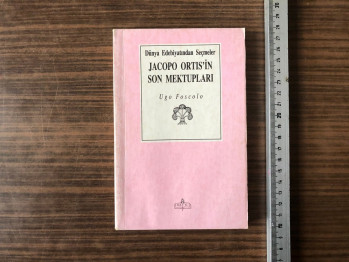 Dünya Edebiyatından Seçmeler
JACOPO ORTIS'İN
SON MEKTUPLARI
Ugo Foscolo